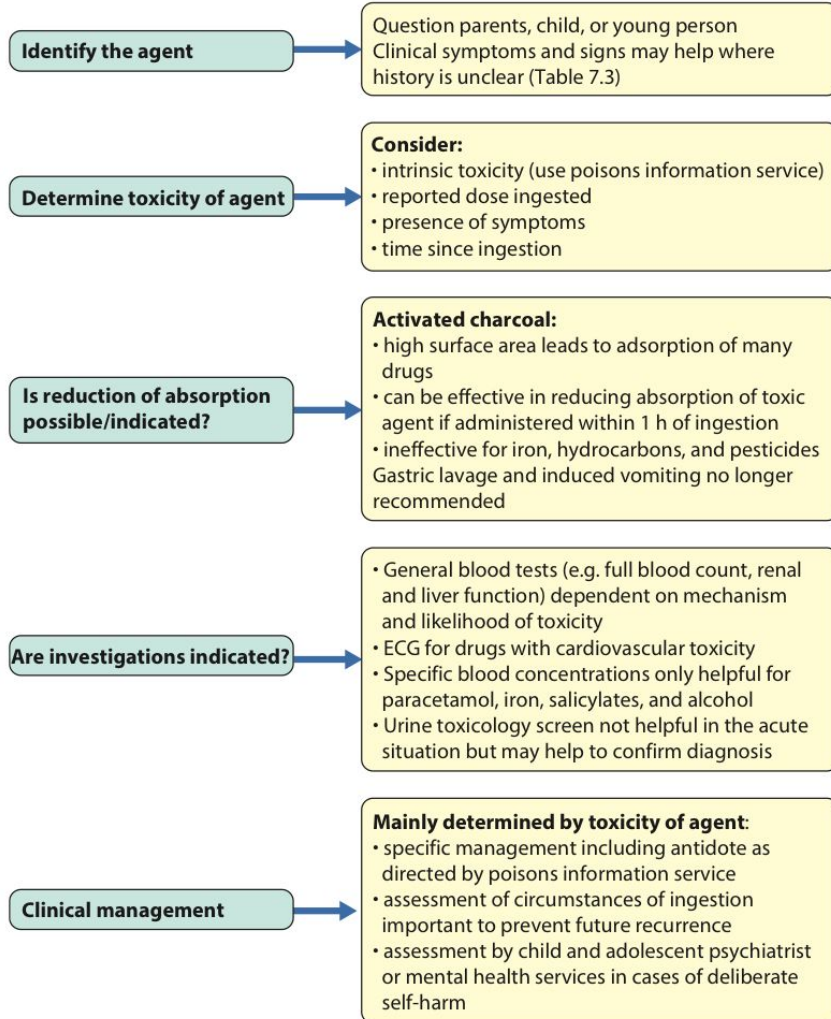 Identify the agent
Question parents, child, or young person
Clinical symptoms and signs may help where
history is unclear (Table 7.3)
Determine toxicity of agent
Consider:
• intrinsic toxicity (use poisons information service)
• reported dose ingested
• presence of symptoms
• time since ingestion
Is reduction of absorption
possible/indicated?
Activated charcoal:
• high surface area leads to adsorption of many
drugs
• can be effective in reducing absorption of toxic
agent if administered within 1 h of ingestion
• ineffective for iron, hydrocarbons, and pesticides
Gastric lavage and induced vomiting no longer
recommended
Are investigations indicated?
• General blood tests (e.g. full blood count, renal
and liver function) dependent on mechanism
and likelihood of toxicity
• ECG for drugs with cardiovascular toxicity
• Specific blood concentrations only helpful for
paracetamol, iron, salicylates, and alcohol
• Urine toxicology screen not helpful in the acute
situation but may help to confirm diagnosis
Clinical management
Mainly determined by toxicity of agent:
• specific management including antidote as
directed by poisons information service
• assessment of circumstances of ingestion
important to prevent future recurrence
• assessment by child and adolescent psychiatrist
or mental health services in cases of deliberate
self-harm